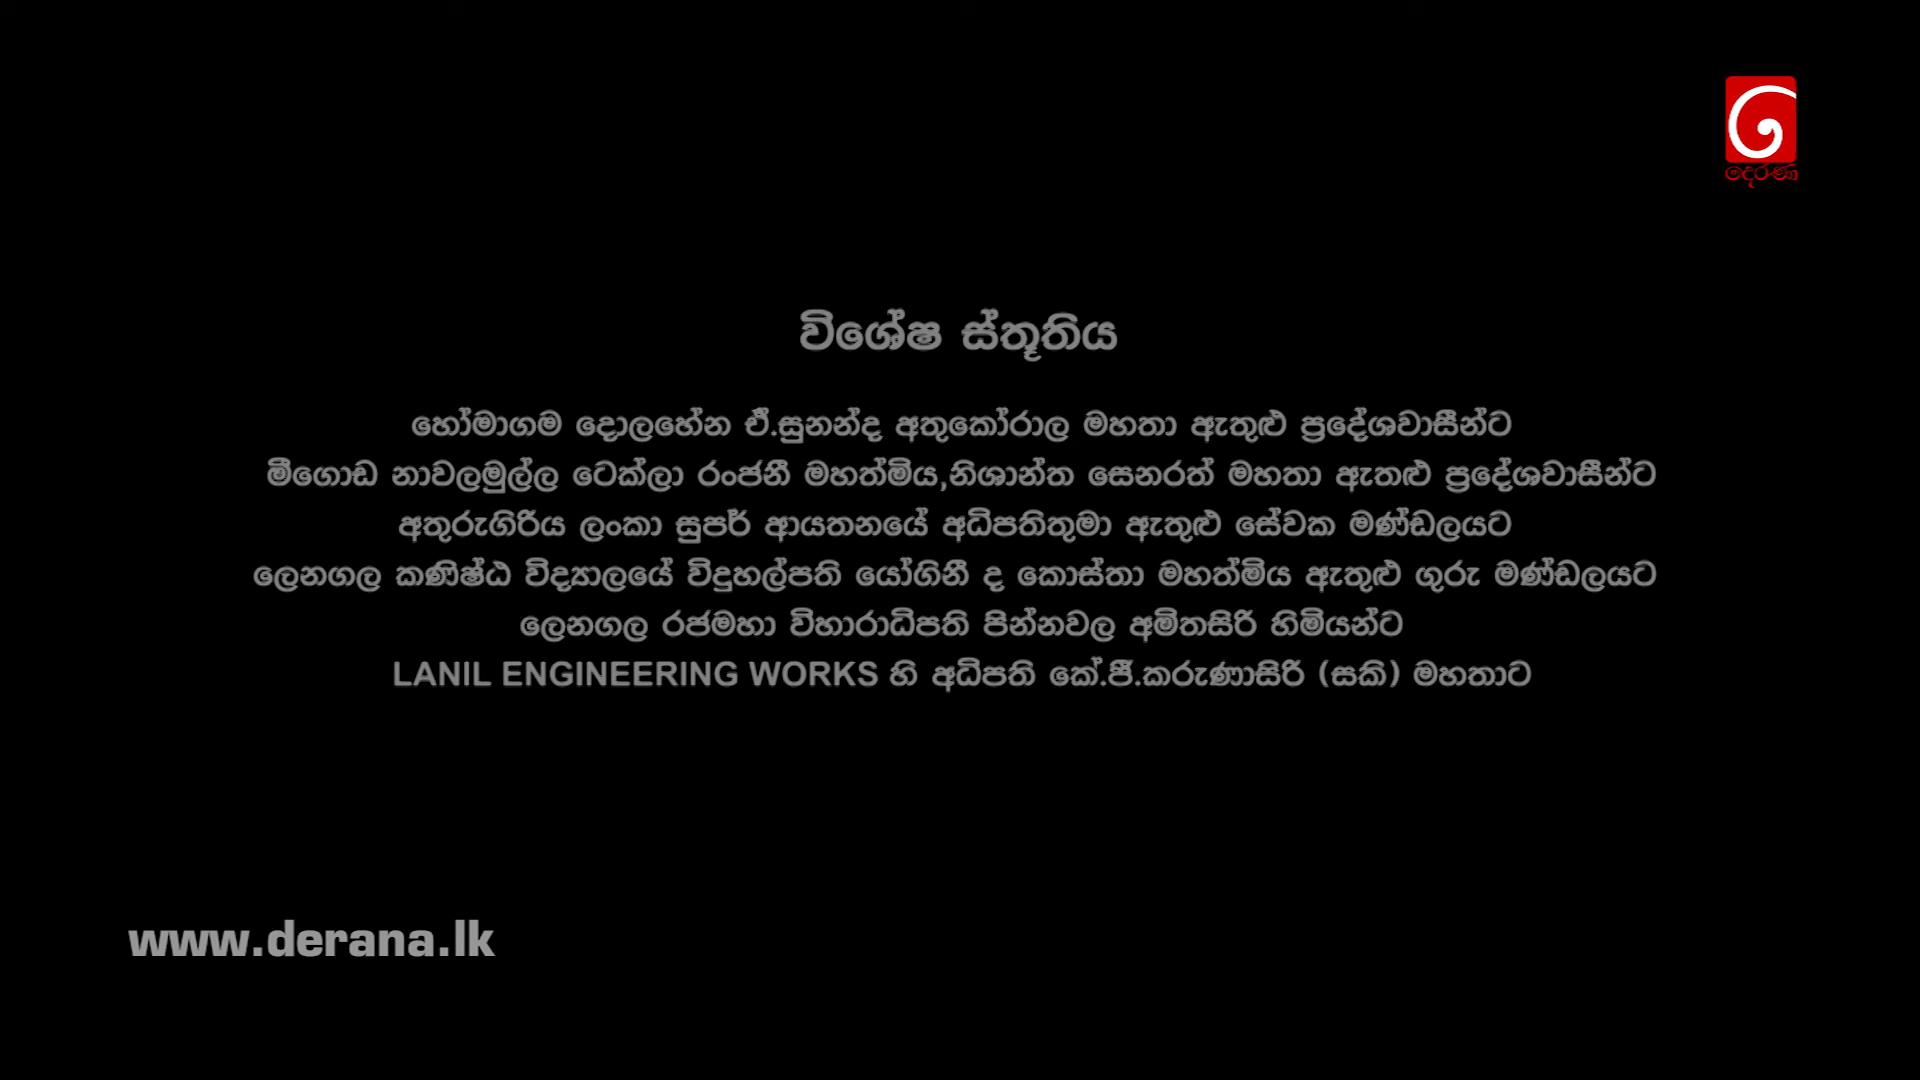 දෙරණ
විශේෂ ස්තූතිය
හෝමාගම දොලහේන ඒ.සුනන්ද අතුකෝරාල මහතා ඇතුළු ප්‍රදේශවාසීන්ට
මීගොඩ නාවලමුල්ල ටෙක්ලා රංජනී මහත්මිය,නිශාන්ත සෙනරත් මහතා ඇතළු ප්‍රදේශවාසීන්ට
අතුරුගිරිය ලංකා සුපර් ආයතනයේ අධිපතිතුමා ඇතුළු සේවක මණ්ඩලයට
ලෙනගල කණිෂ්ඨ විද්‍යාලයේ විදුහල්පති යෝගිනී ද කොස්තා මහත්මිය ඇතුළු ගුරු මණ්ඩලයට
ලෙනගල රජමහා විහාරාධිපති පින්නවල අමිතසිරි හිමියන්ට
LANIL ENGINEERING WORKS හි අධිපති කේ.ජී.කරුණාසිරි (සකි) මහතාට
www.derana.lk